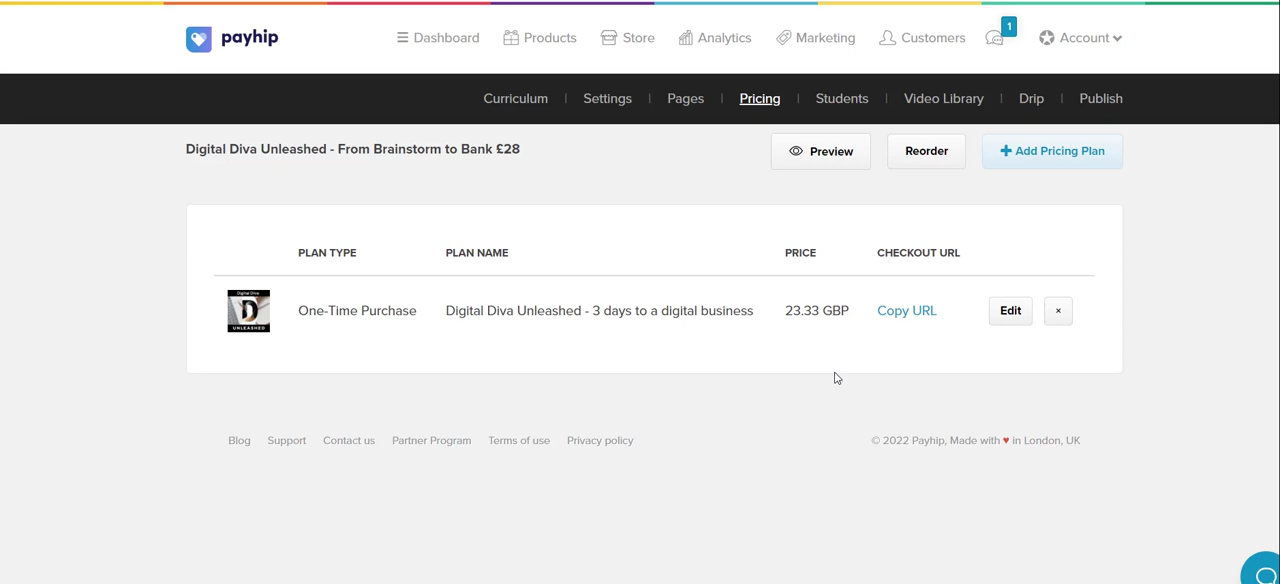 payhip
Dashboard
Products
Store
Analytics
Marketing
Customers
1
Account
Curriculum | Settings | Pages | Pricing | Students | Video Library | Drip | Publish
Digital Diva Unleashed - From Brainstorm to Bank £28
Preview
Reorder
+ Add Pricing Plan
PLAN TYPE PLAN NAME PRICE CHECKOUT URL
Digital Diva
D
UNLEASHED
One-Time Purchase Digital Diva Unleashed - 3 days to a digital business 23.33 GBP Copy URL Edit ×
Blog Support Contact us Partner Program Terms of use Privacy policy
© 2022 Payhip, Made with ♥ in London, UK